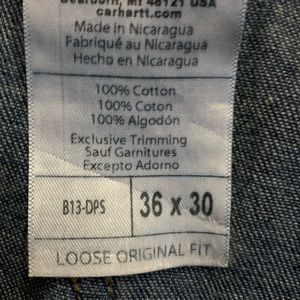 Dearborn, MI 48121 USA
carhartt.com
Made in Nicaragua
Fabriqué au Nicaragua
Hecho en Nicaragua
100% Cotton
100% Coton
100% Algodón
Exclusive Trimming
Sauf Garnitures
Excepto Adorno
B13-DPS
36 x 30
LOOSE ORIGINAL FIT